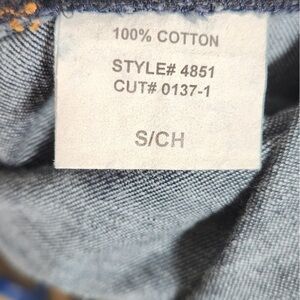 100% COTTON
STYLE# 4851
CUT# 0137-1
S/CH